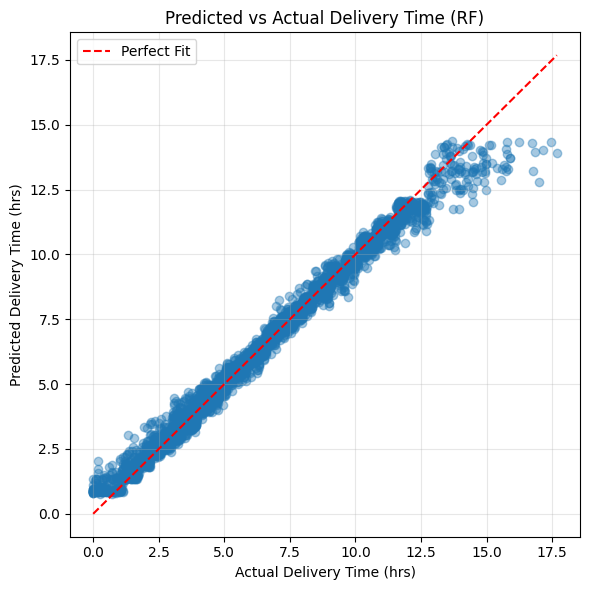 Predicted vs Actual Delivery Time (RF)
Perfect Fit
17.5
15.0
12.5
10.0
7.5
5.0
2.5
0.0
Predicted Delivery Time (hrs)
0.0 2.5 5.0 7.5 10.0 12.5 15.0 17.5
Actual Delivery Time (hrs)